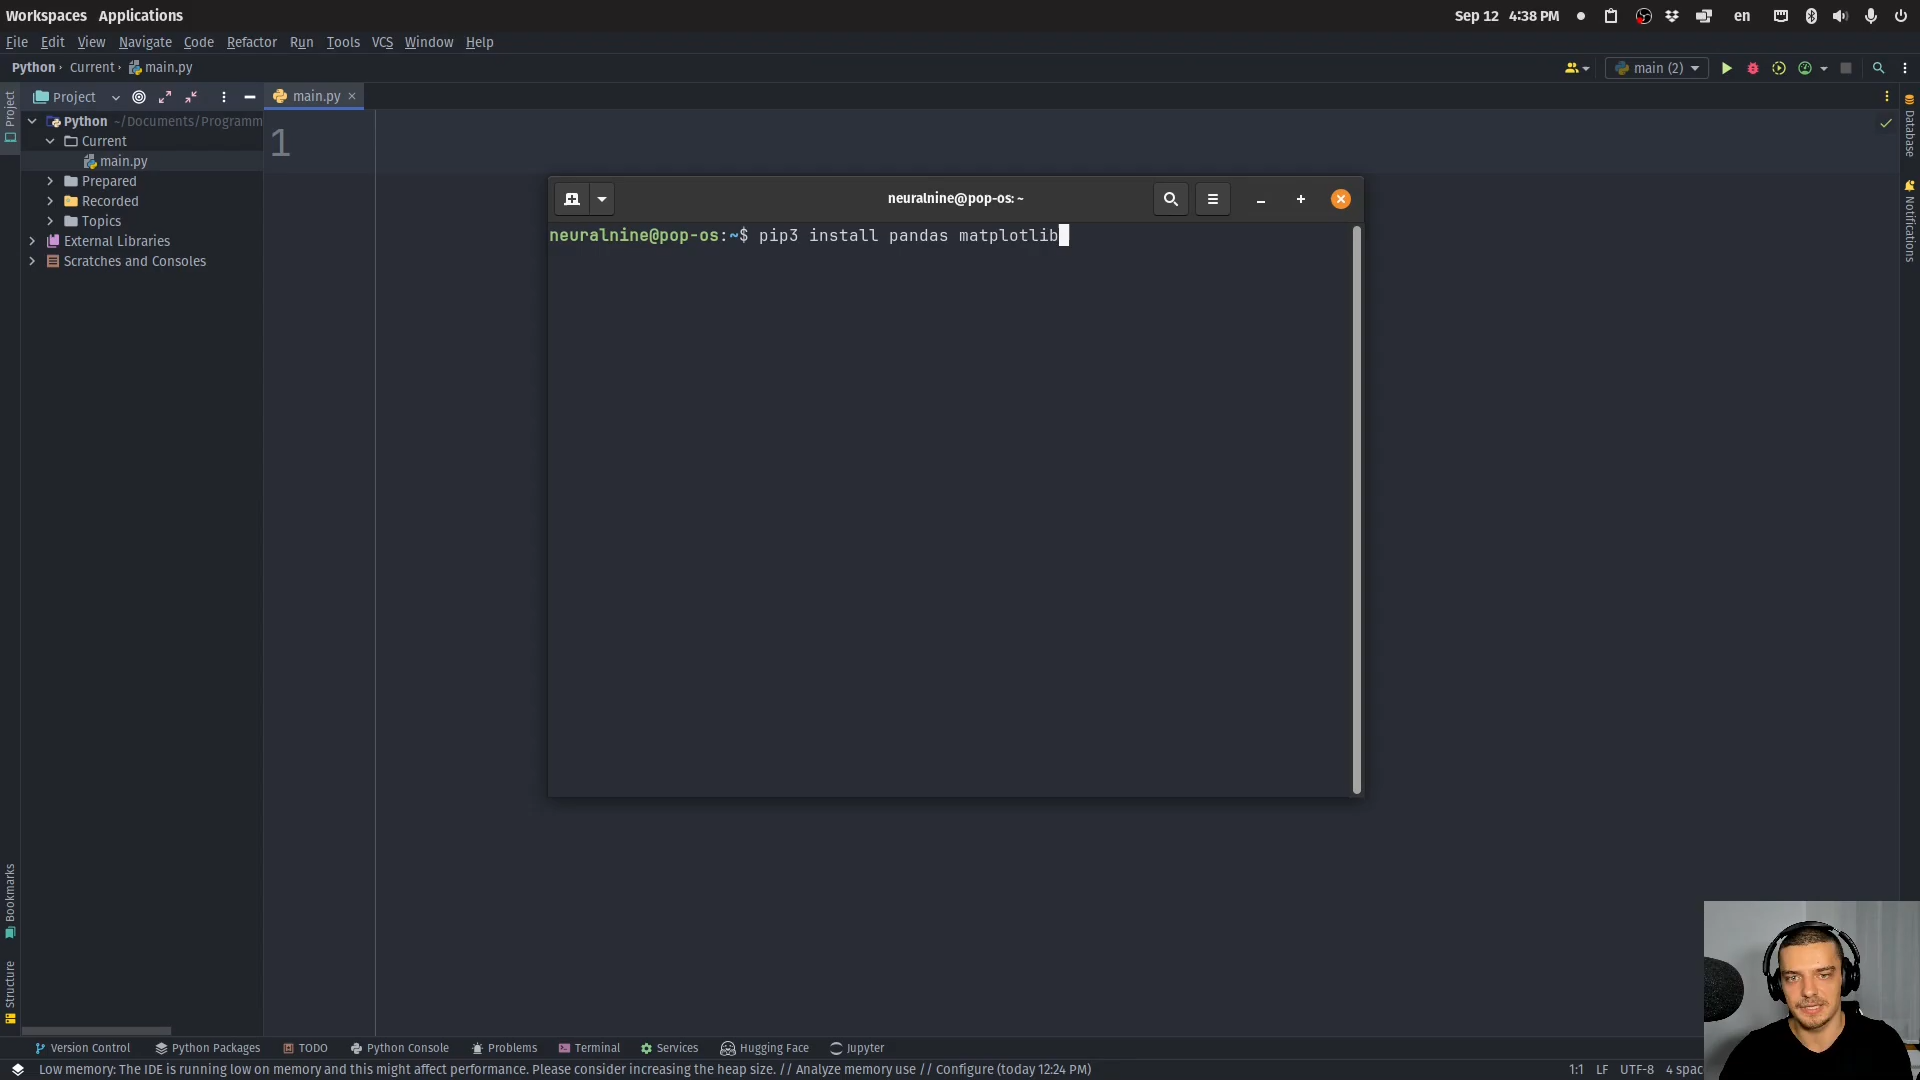 Workspaces Applications
Sep 12 4:38 PM
en
File Edit View Navigate Code Refactor Run Tools VCS Window Help
Python Current main.py
main (2)
Project
main.py
Python ~/Documents/Programm
Current
main.py
Prepared
Recorded
Topics
External Libraries
Scratches and Consoles
1
neuralnine@pop-os: ~
neuralnine@pop-os:~$ pip3 install pandas matplotlib
Project
Bookmarks
Structure
Database
Notifications
Version Control Python Packages TODO Python Console Problems Terminal Services Hugging Face Jupyter
Low memory: The IDE is running low on memory and this might affect performance. Please consider increasing the heap size. // Analyze memory use // Configure (today 12:24 PM)
1:1 LF UTF-8 4 spac